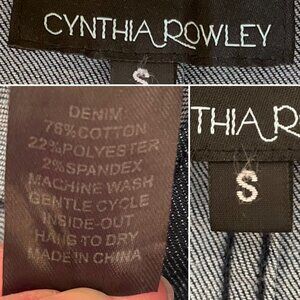 CYNTHIA ROWLEY
S
DENIM
76% COTTON
22% POLYESTER
2% SPANDEX
MACHINE WASH
GENTLE CYCLE
INSIDE-OUT
HANG TO DRY
MADE IN CHINA
THIA R
S